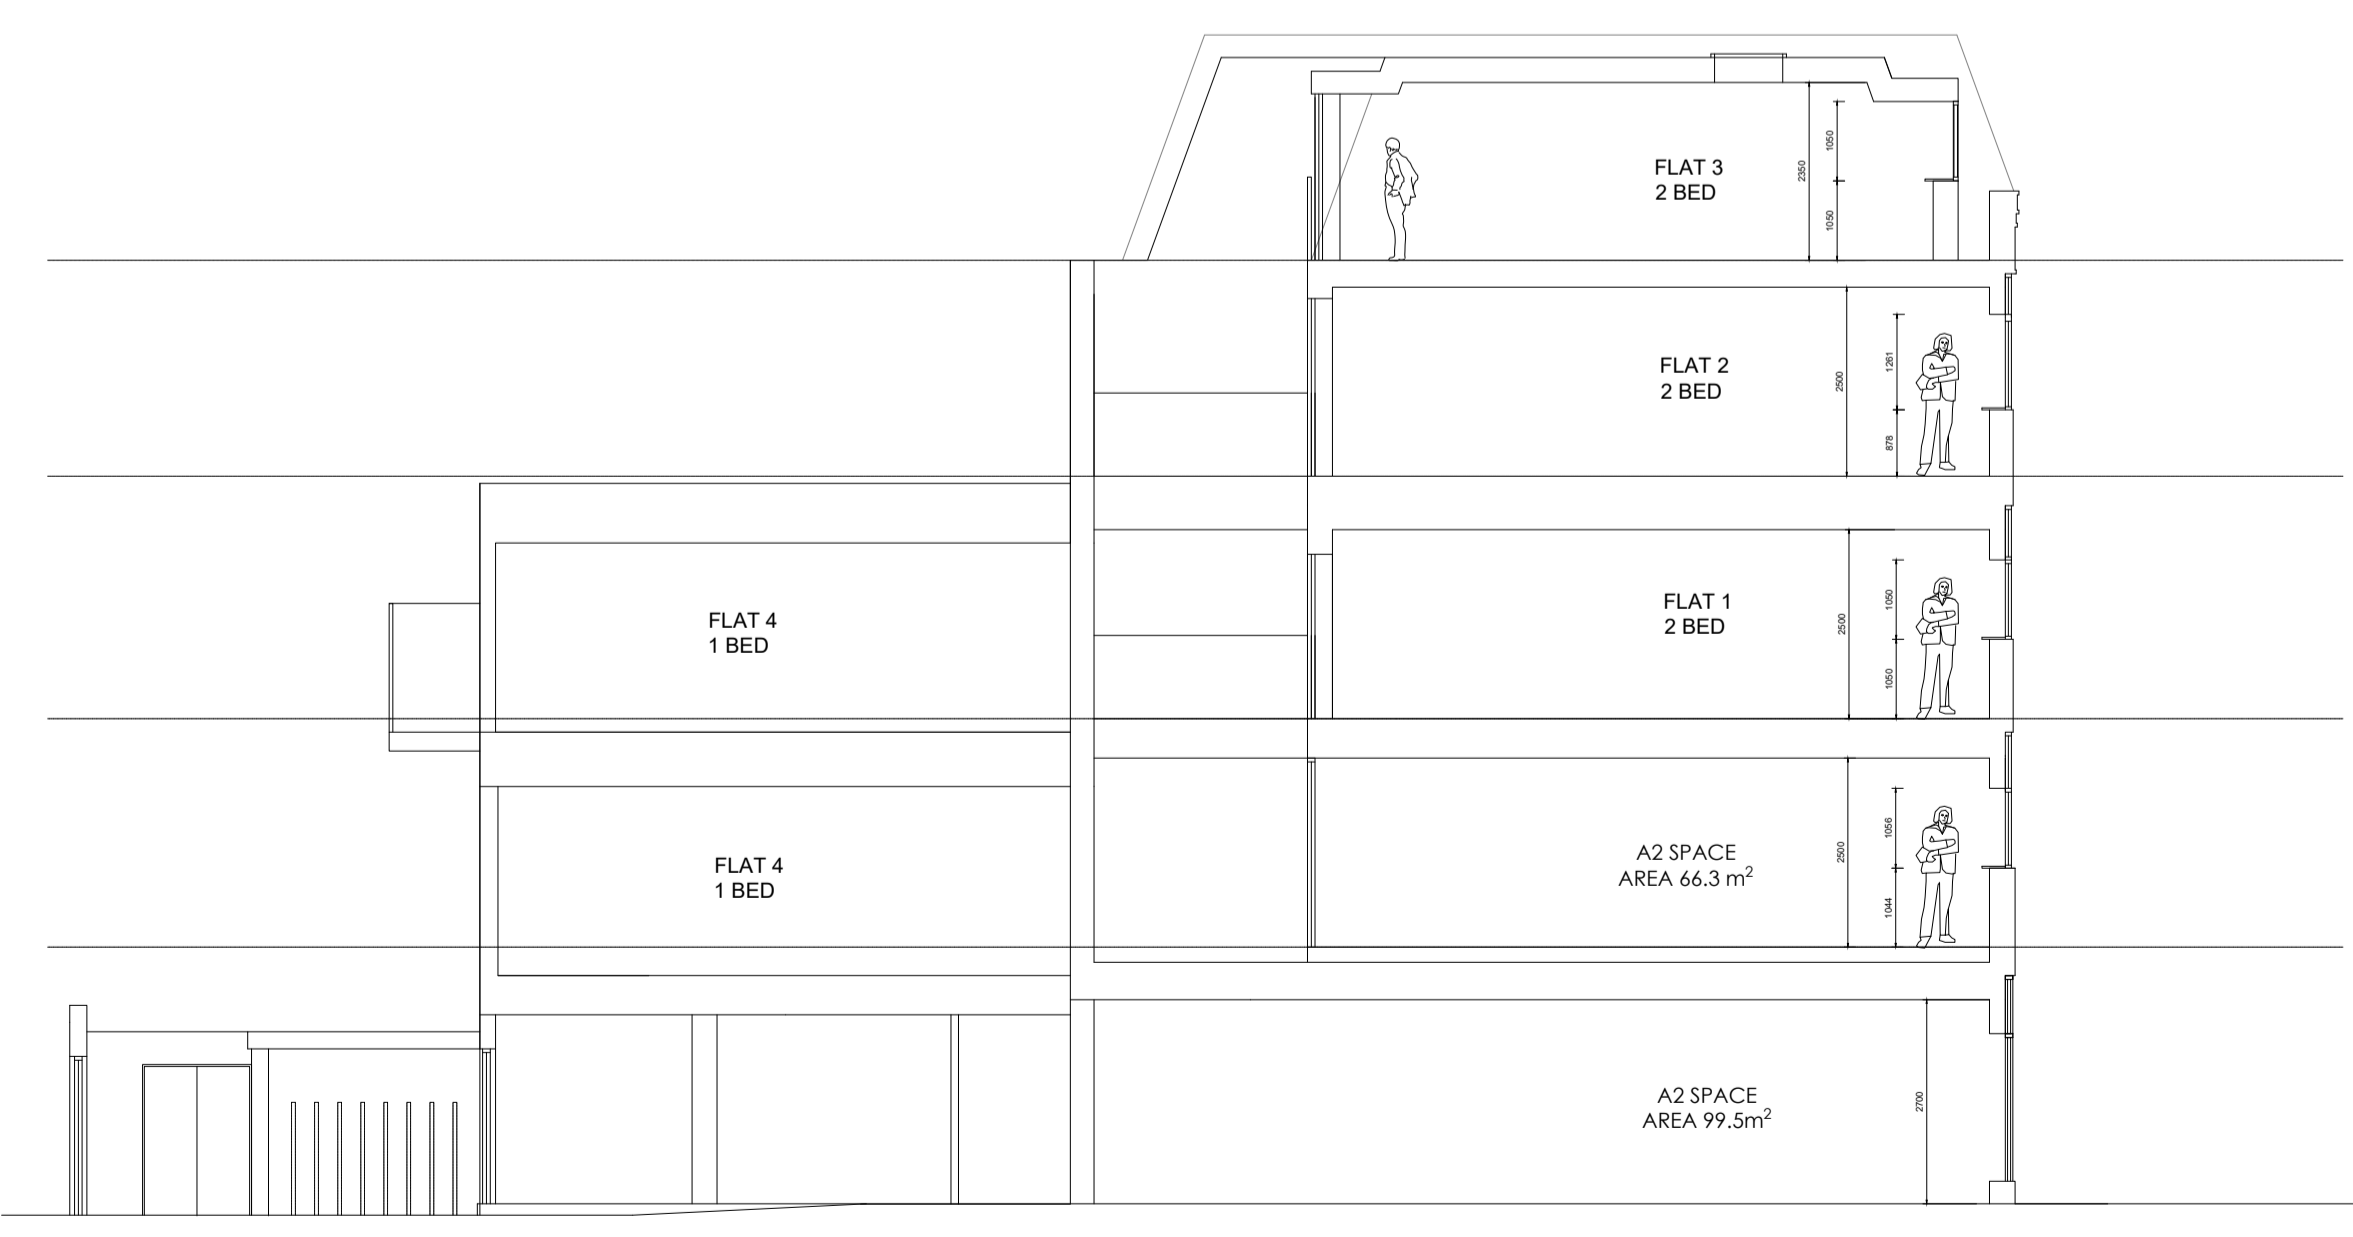 FLAT 3
2 BED
2350
1050
1050
FLAT 2
2 BED
2500
1261
878
FLAT 4
1 BED
FLAT 1
2 BED
2500
1050
1050
FLAT 4
1 BED
A2 SPACE
AREA 66.3 m²
2500
1056
1044
A2 SPACE
AREA 99.5m²
2700